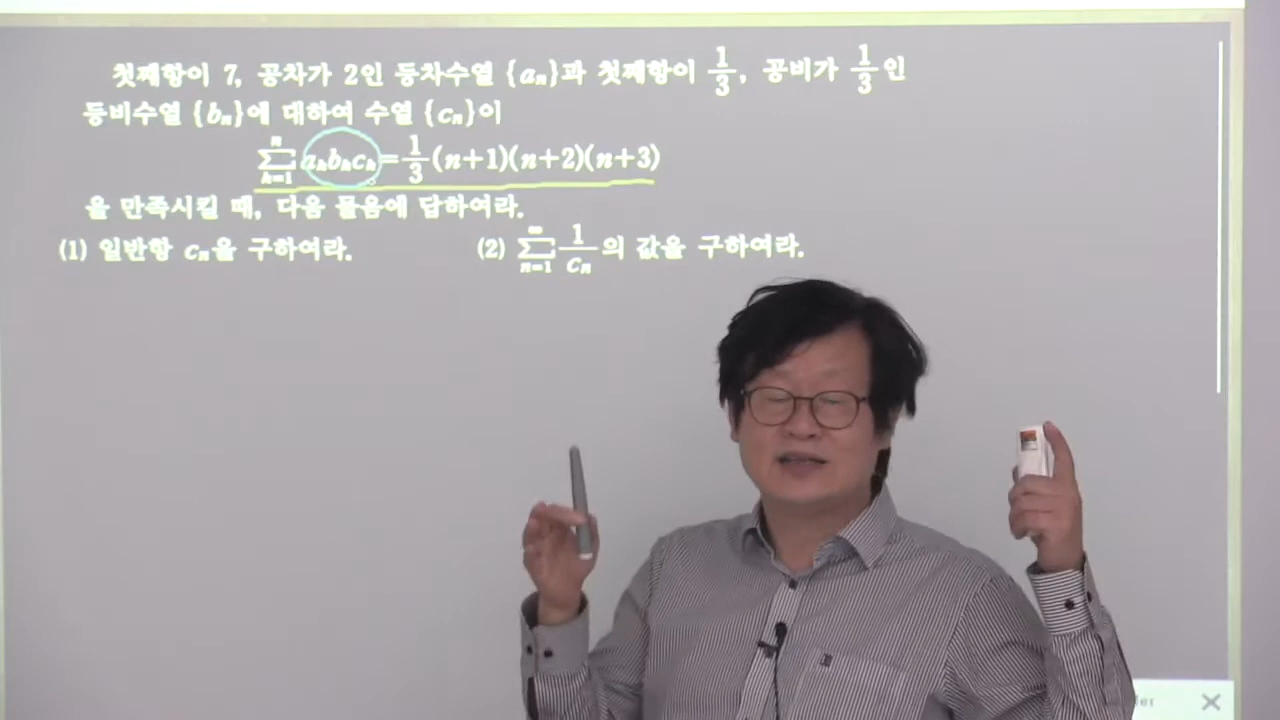 첫째항이 7, 공차가 2인 등차수열 {aₙ}과 첫째항이 1/3, 공비가 1/3인
등비수열 {bₙ}에 대하여 수열 {cₙ}이
∑ₖ₌₁ⁿ aₖbₖcₖ=1/3(n+1)(n+2)(n+3)
을 만족시킬 때, 다음 물음에 답하여라.
(1) 일반항 cₙ을 구하여라. (2) ∑ₙ₌₁^∞ 1/cₙ의 값을 구하여라.